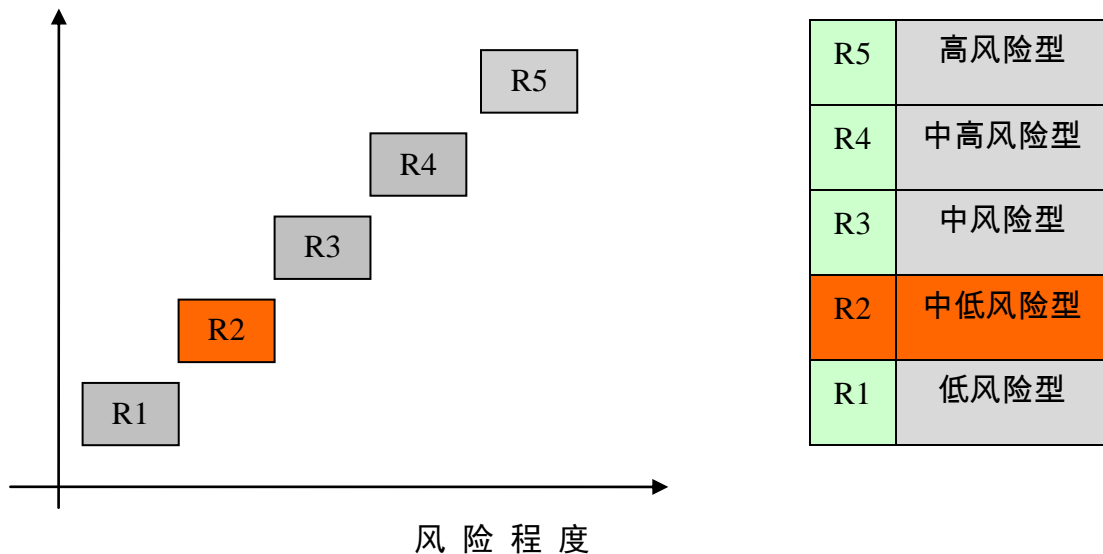 R5
R4
R3
R2
R1
风险程度
R5 高风险型
R4 中高风险型
R3 中风险型
R2 中低风险型
R1 低风险型